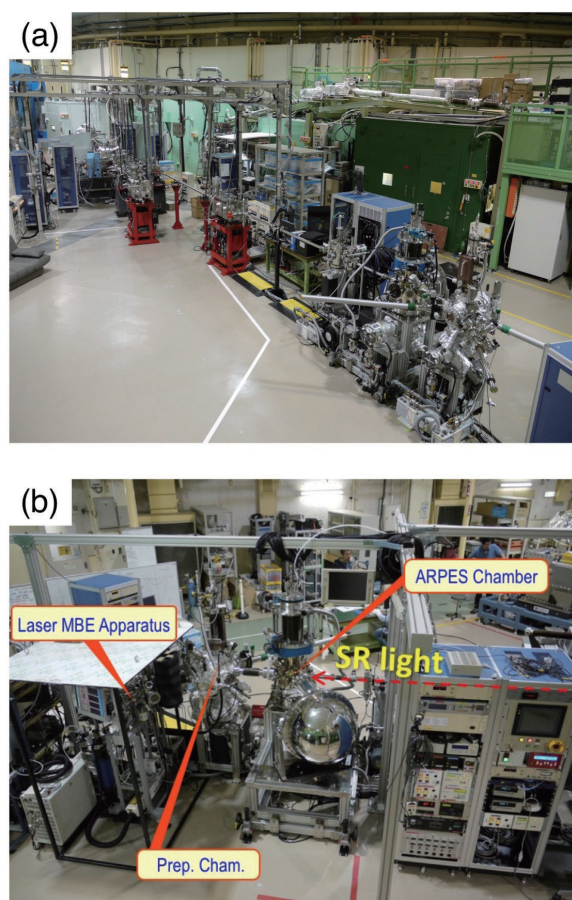 (a)
(b)
ARPES Chamber
Laser MBE Apparatus
SR light
Prep. Cham.